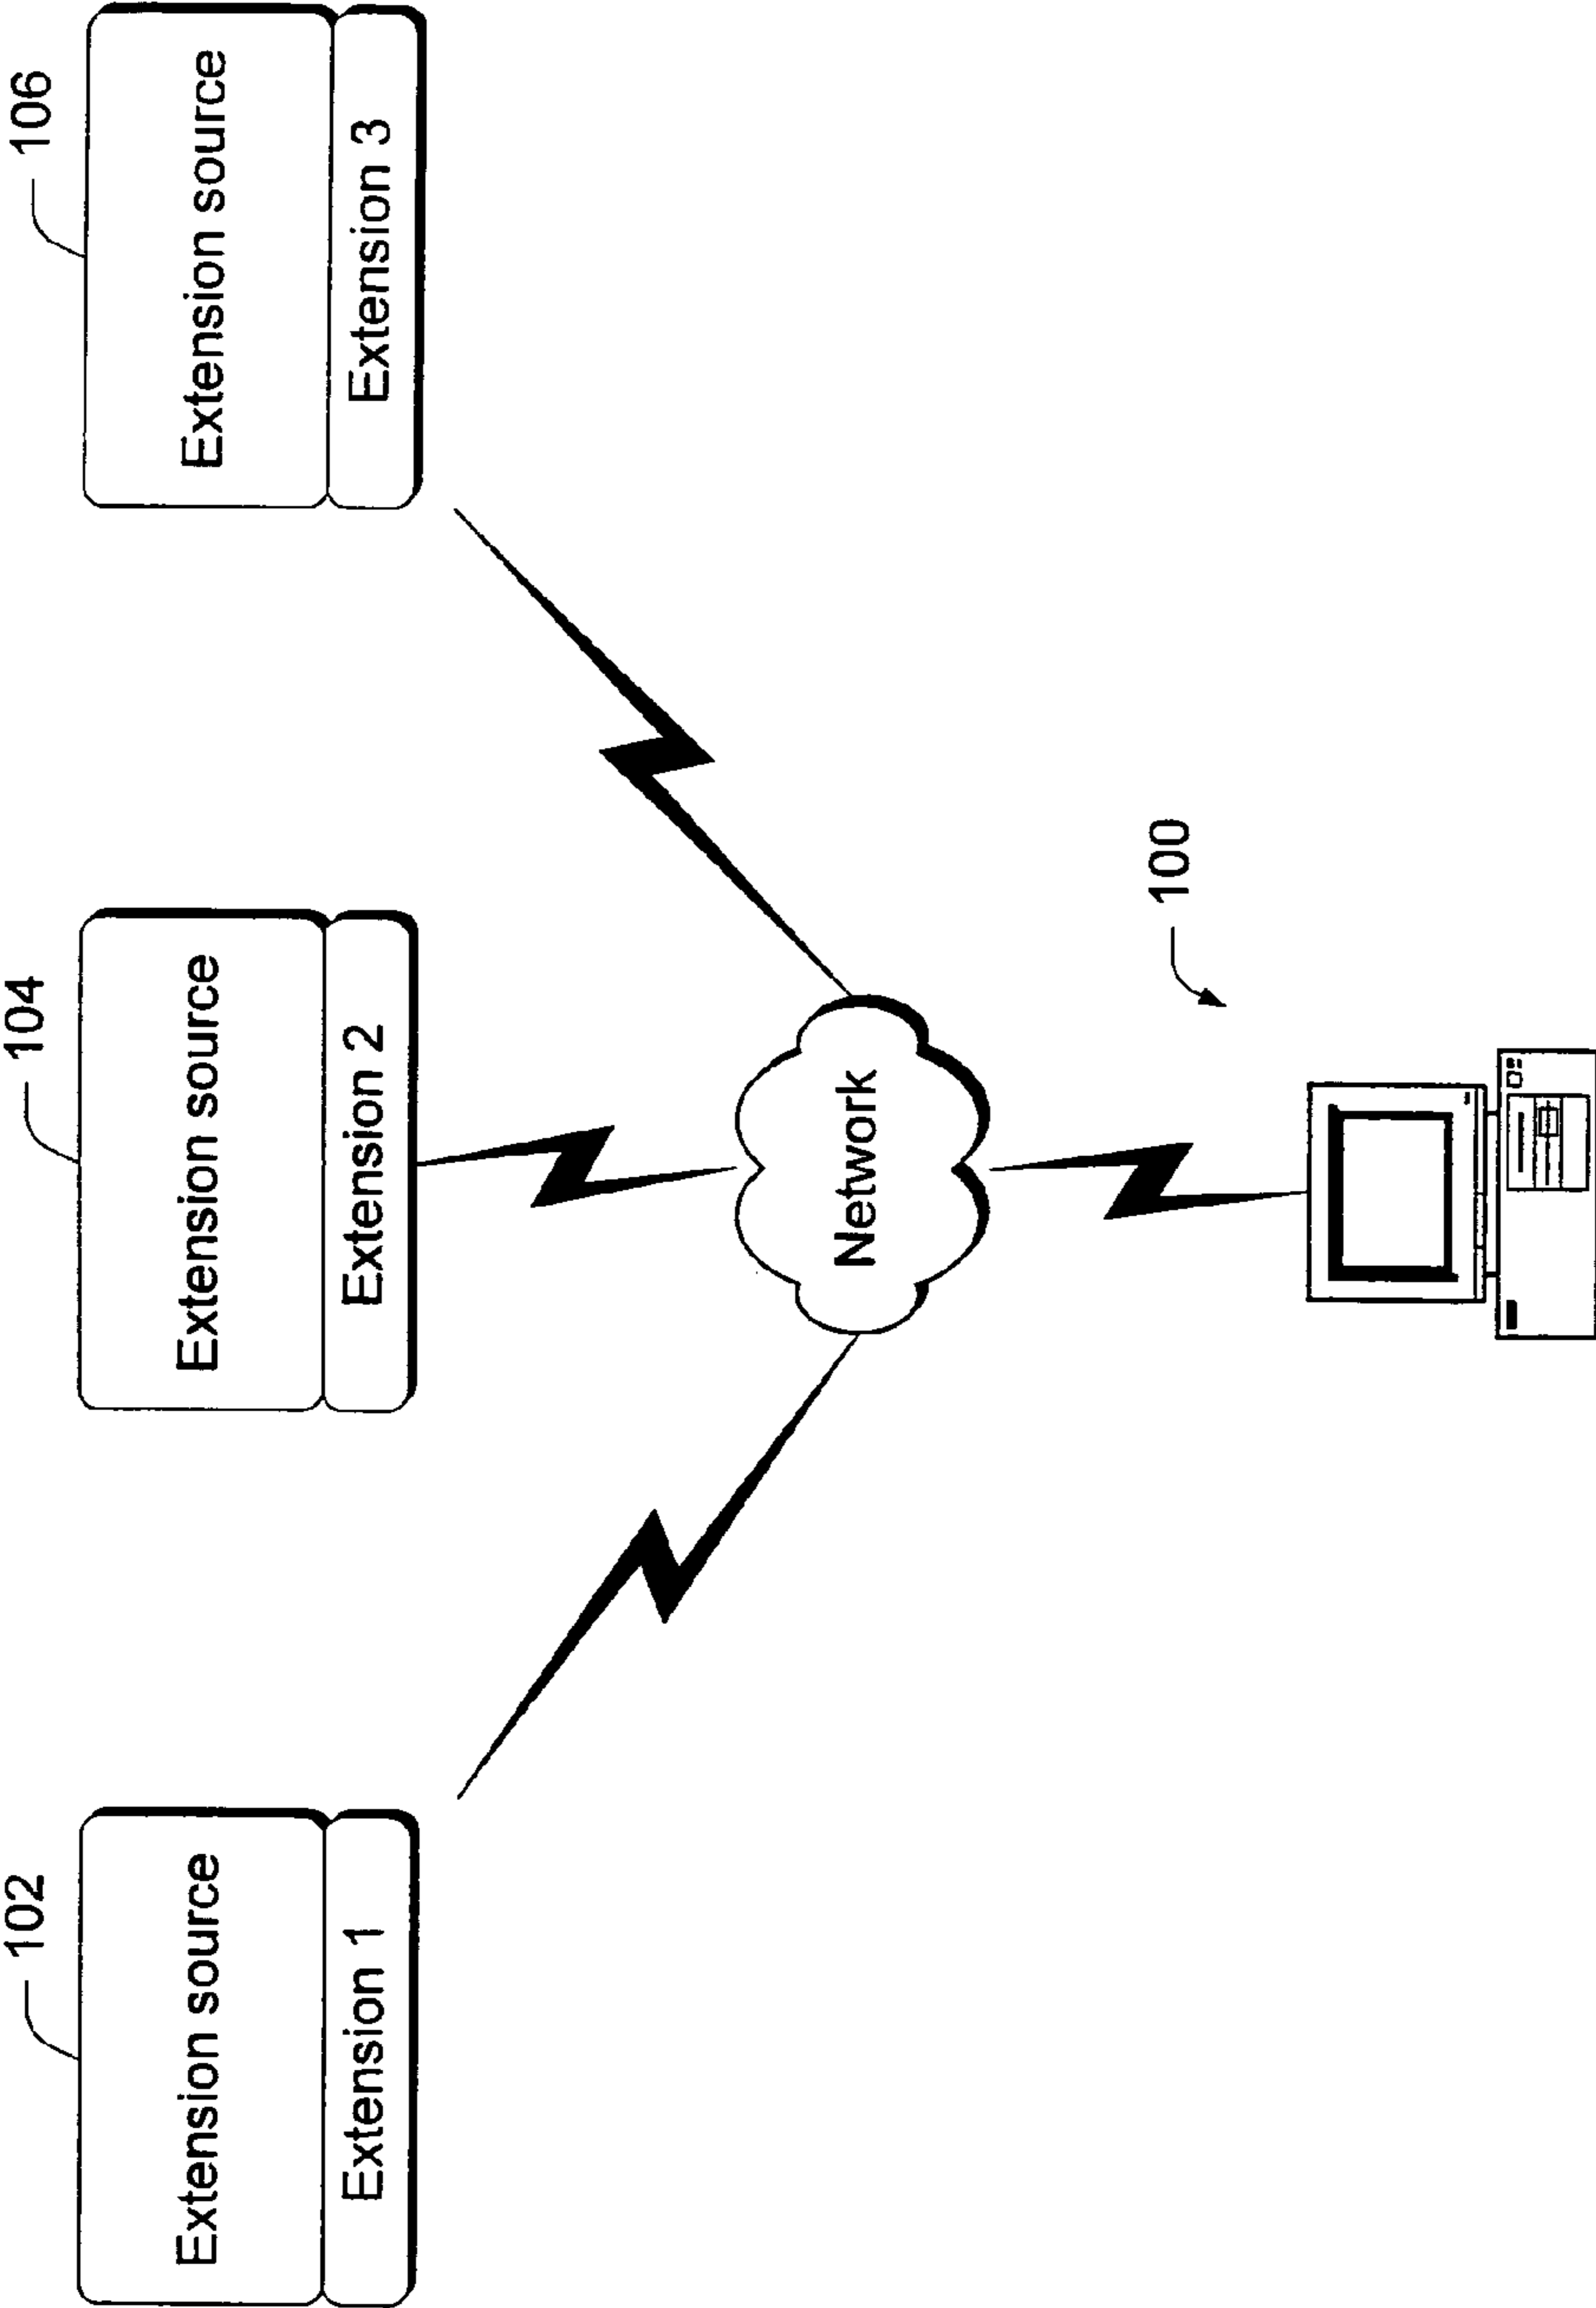 102
Extension source
Extension 1
104
Extension source
Extension 2
106
Extension source
Extension 3
Network
100